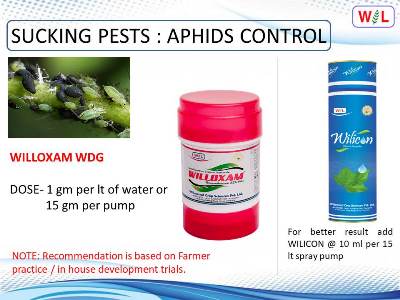 W L
SUCKING PESTS : APHIDS CONTROL
WILLOXAM WDG
DOSE- 1 gm per lt of water or
15 gm per pump
WILLOXAM
W L
Wilicon
For better result add
WILICON @ 10 ml per 15
lt spray pump
NOTE: Recommendation is based on Farmer
practice / in house development trials.